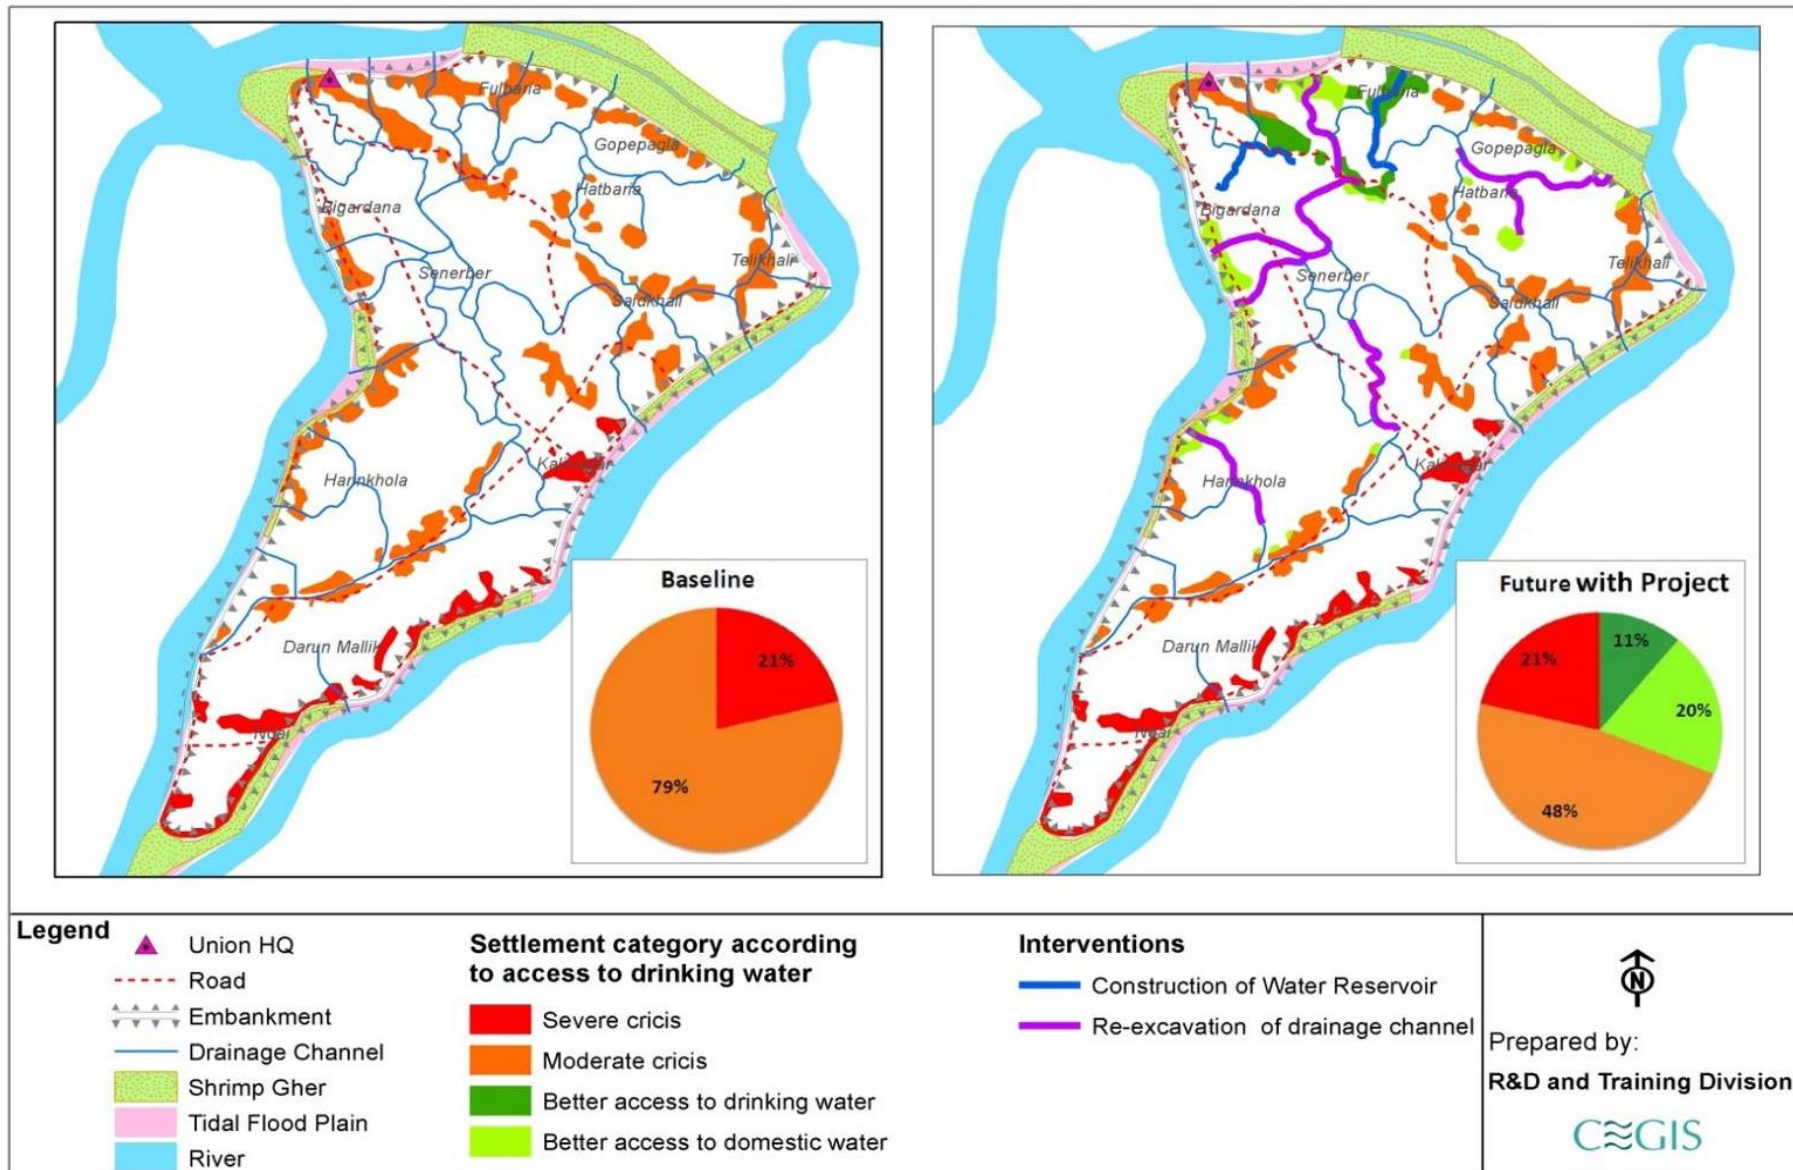 Fulbaria
Gopepagla
Hatbaria
Bigardana
Senerber
Telikhali
Saidkhali
Harinkhola
Darun Mallik
Noai
Baseline
21%
79%
Fulbaria
Gopepagla
Hatbaria
Bigardana
Senerber
Telikhali
Saidkhali
Harinkhola
Darun Mallik
Noai
Future with Project
11%
21%
20%
48%
Legend
Union HQ
Road
Embankment
Drainage Channel
Shrimp Gher
Tidal Flood Plain
River
Settlement category according
to access to drinking water
Severe cricis
Moderate cricis
Better access to drinking water
Better access to domestic water
Interventions
Construction of Water Reservoir
Re-excavation of drainage channel
N
Prepared by:
R&D and Training Division
CEGIS